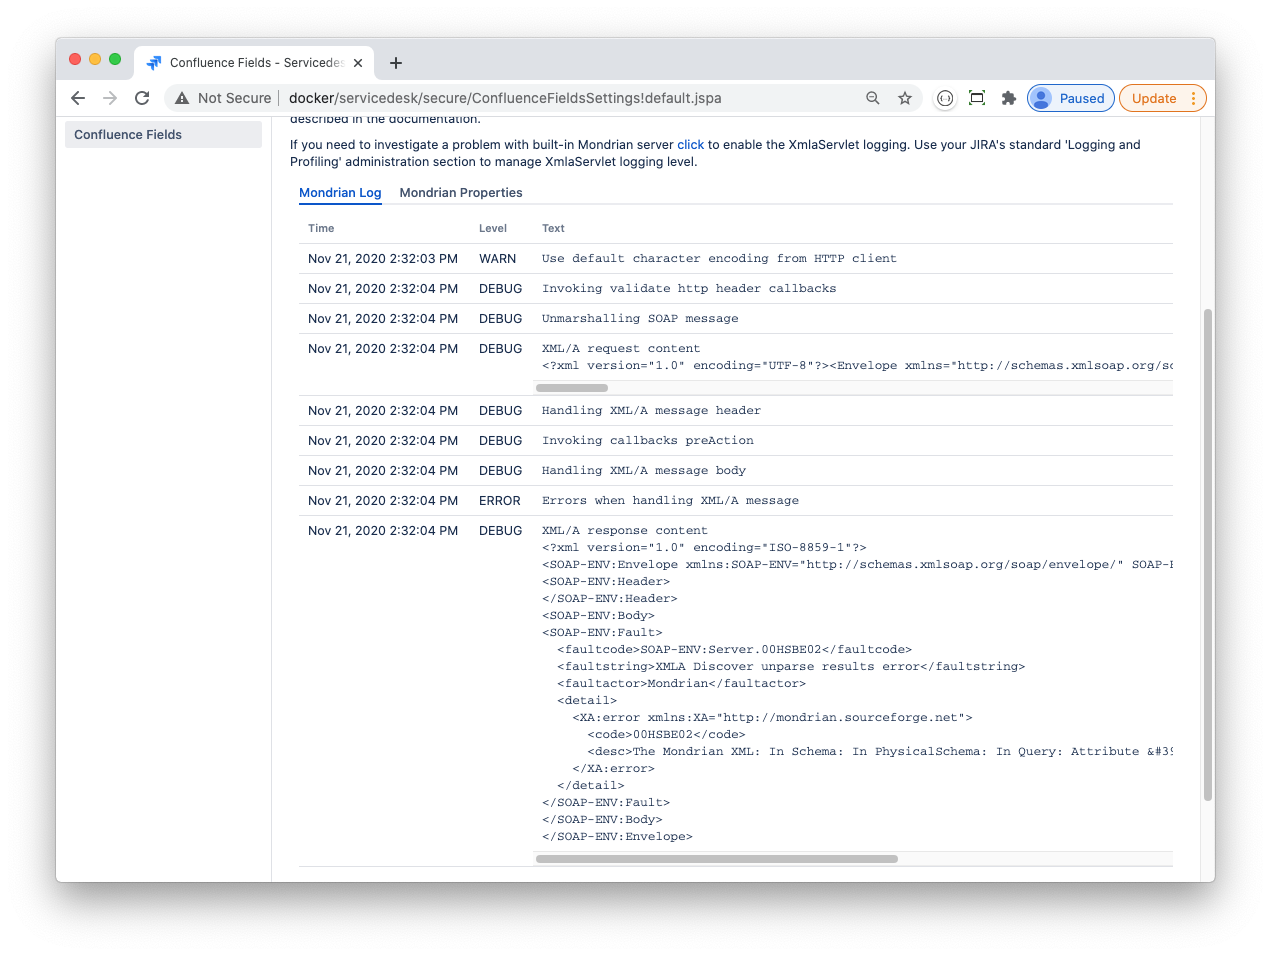 Confluence Fields - Servicedes
Not Secure docker/servicedesk/secure/ConfluenceFieldsSettings!default.jspa Paused Update
Confluence Fields
described in the documentation.
If you need to investigate a problem with built-in Mondrian server click to enable the XmlaServlet logging. Use your JIRA's standard 'Logging and
Profiling' administration section to manage XmlaServlet logging level.
Mondrian Log Mondrian Properties
Time Level Text
Nov 21, 2020 2:32:03 PM WARN Use default character encoding from HTTP client
Nov 21, 2020 2:32:04 PM DEBUG Invoking validate http header callbacks
Nov 21, 2020 2:32:04 PM DEBUG Unmarshalling SOAP message
Nov 21, 2020 2:32:04 PM DEBUG XML/A request content
<?xml version="1.0" encoding="UTF-8"?><Envelope xmlns="http://schemas.xmlsoap.org/so
Nov 21, 2020 2:32:04 PM DEBUG Handling XML/A message header
Nov 21, 2020 2:32:04 PM DEBUG Invoking callbacks preAction
Nov 21, 2020 2:32:04 PM DEBUG Handling XML/A message body
Nov 21, 2020 2:32:04 PM ERROR Errors when handling XML/A message
Nov 21, 2020 2:32:04 PM DEBUG XML/A response content
<?xml version="1.0" encoding="ISO-8859-1"?>
<SOAP-ENV:Envelope xmlns:SOAP-ENV="http://schemas.xmlsoap.org/soap/envelope/" SOAP-E
<SOAP-ENV:Header>
</SOAP-ENV:Header>
<SOAP-ENV:Body>
<SOAP-ENV:Fault>
<faultcode>SOAP-ENV:Server.00HSBE02</faultcode>
<faultstring>XMLA Discover unparse results error</faultstring>
<faultactor>Mondrian</faultactor>
<detail>
<XA:error xmlns:XA="http://mondrian.sourceforge.net">
<code>00HSBE02</code>
<desc>The Mondrian XML: In Schema: In PhysicalSchema: In Query: Attribute &#39
</XA:error>
</detail>
</SOAP-ENV:Fault>
</SOAP-ENV:Body>
</SOAP-ENV:Envelope>